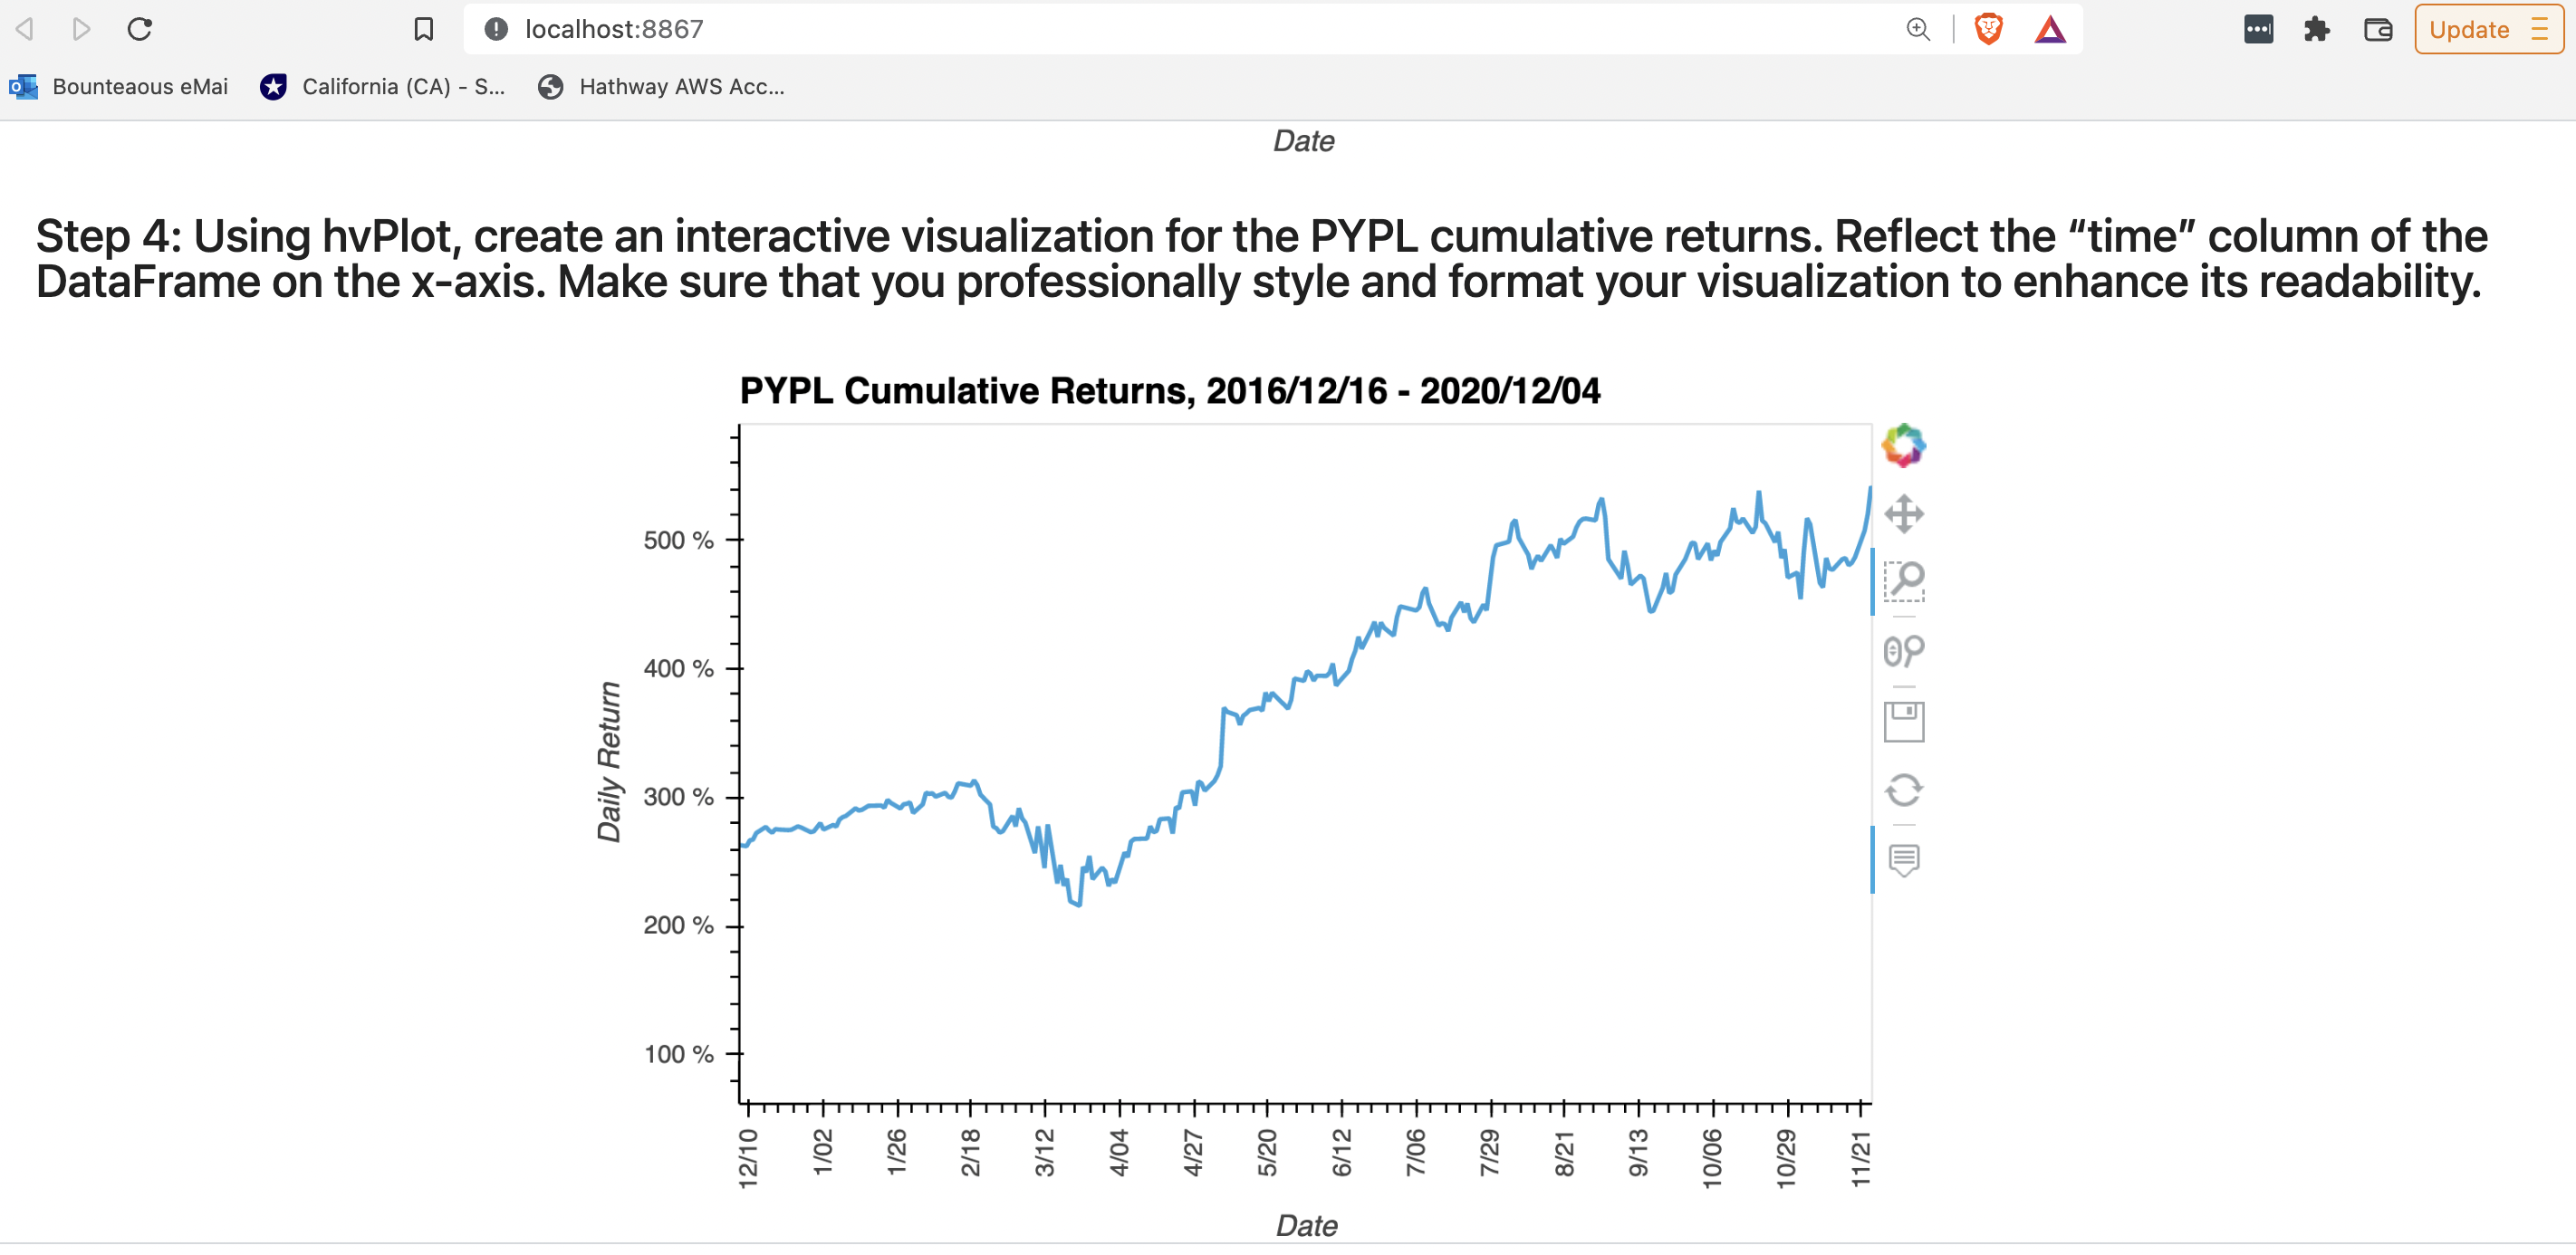 localhost:8867
Update
Bounteaous eMai
California (CA) - S...
Hathway AWS Acc...
Date
Step 4: Using hvPlot, create an interactive visualization for the PYPL cumulative returns. Reflect the “time” column of the
DataFrame on the x-axis. Make sure that you professionally style and format your visualization to enhance its readability.
PYPL Cumulative Returns, 2016/12/16 - 2020/12/04
500 %
400 %
300 %
200 %
100 %
Daily Return
12/10
1/02
1/26
2/18
3/12
4/04
4/27
5/20
6/12
7/06
7/29
8/21
9/13
10/06
10/29
11/21
Date